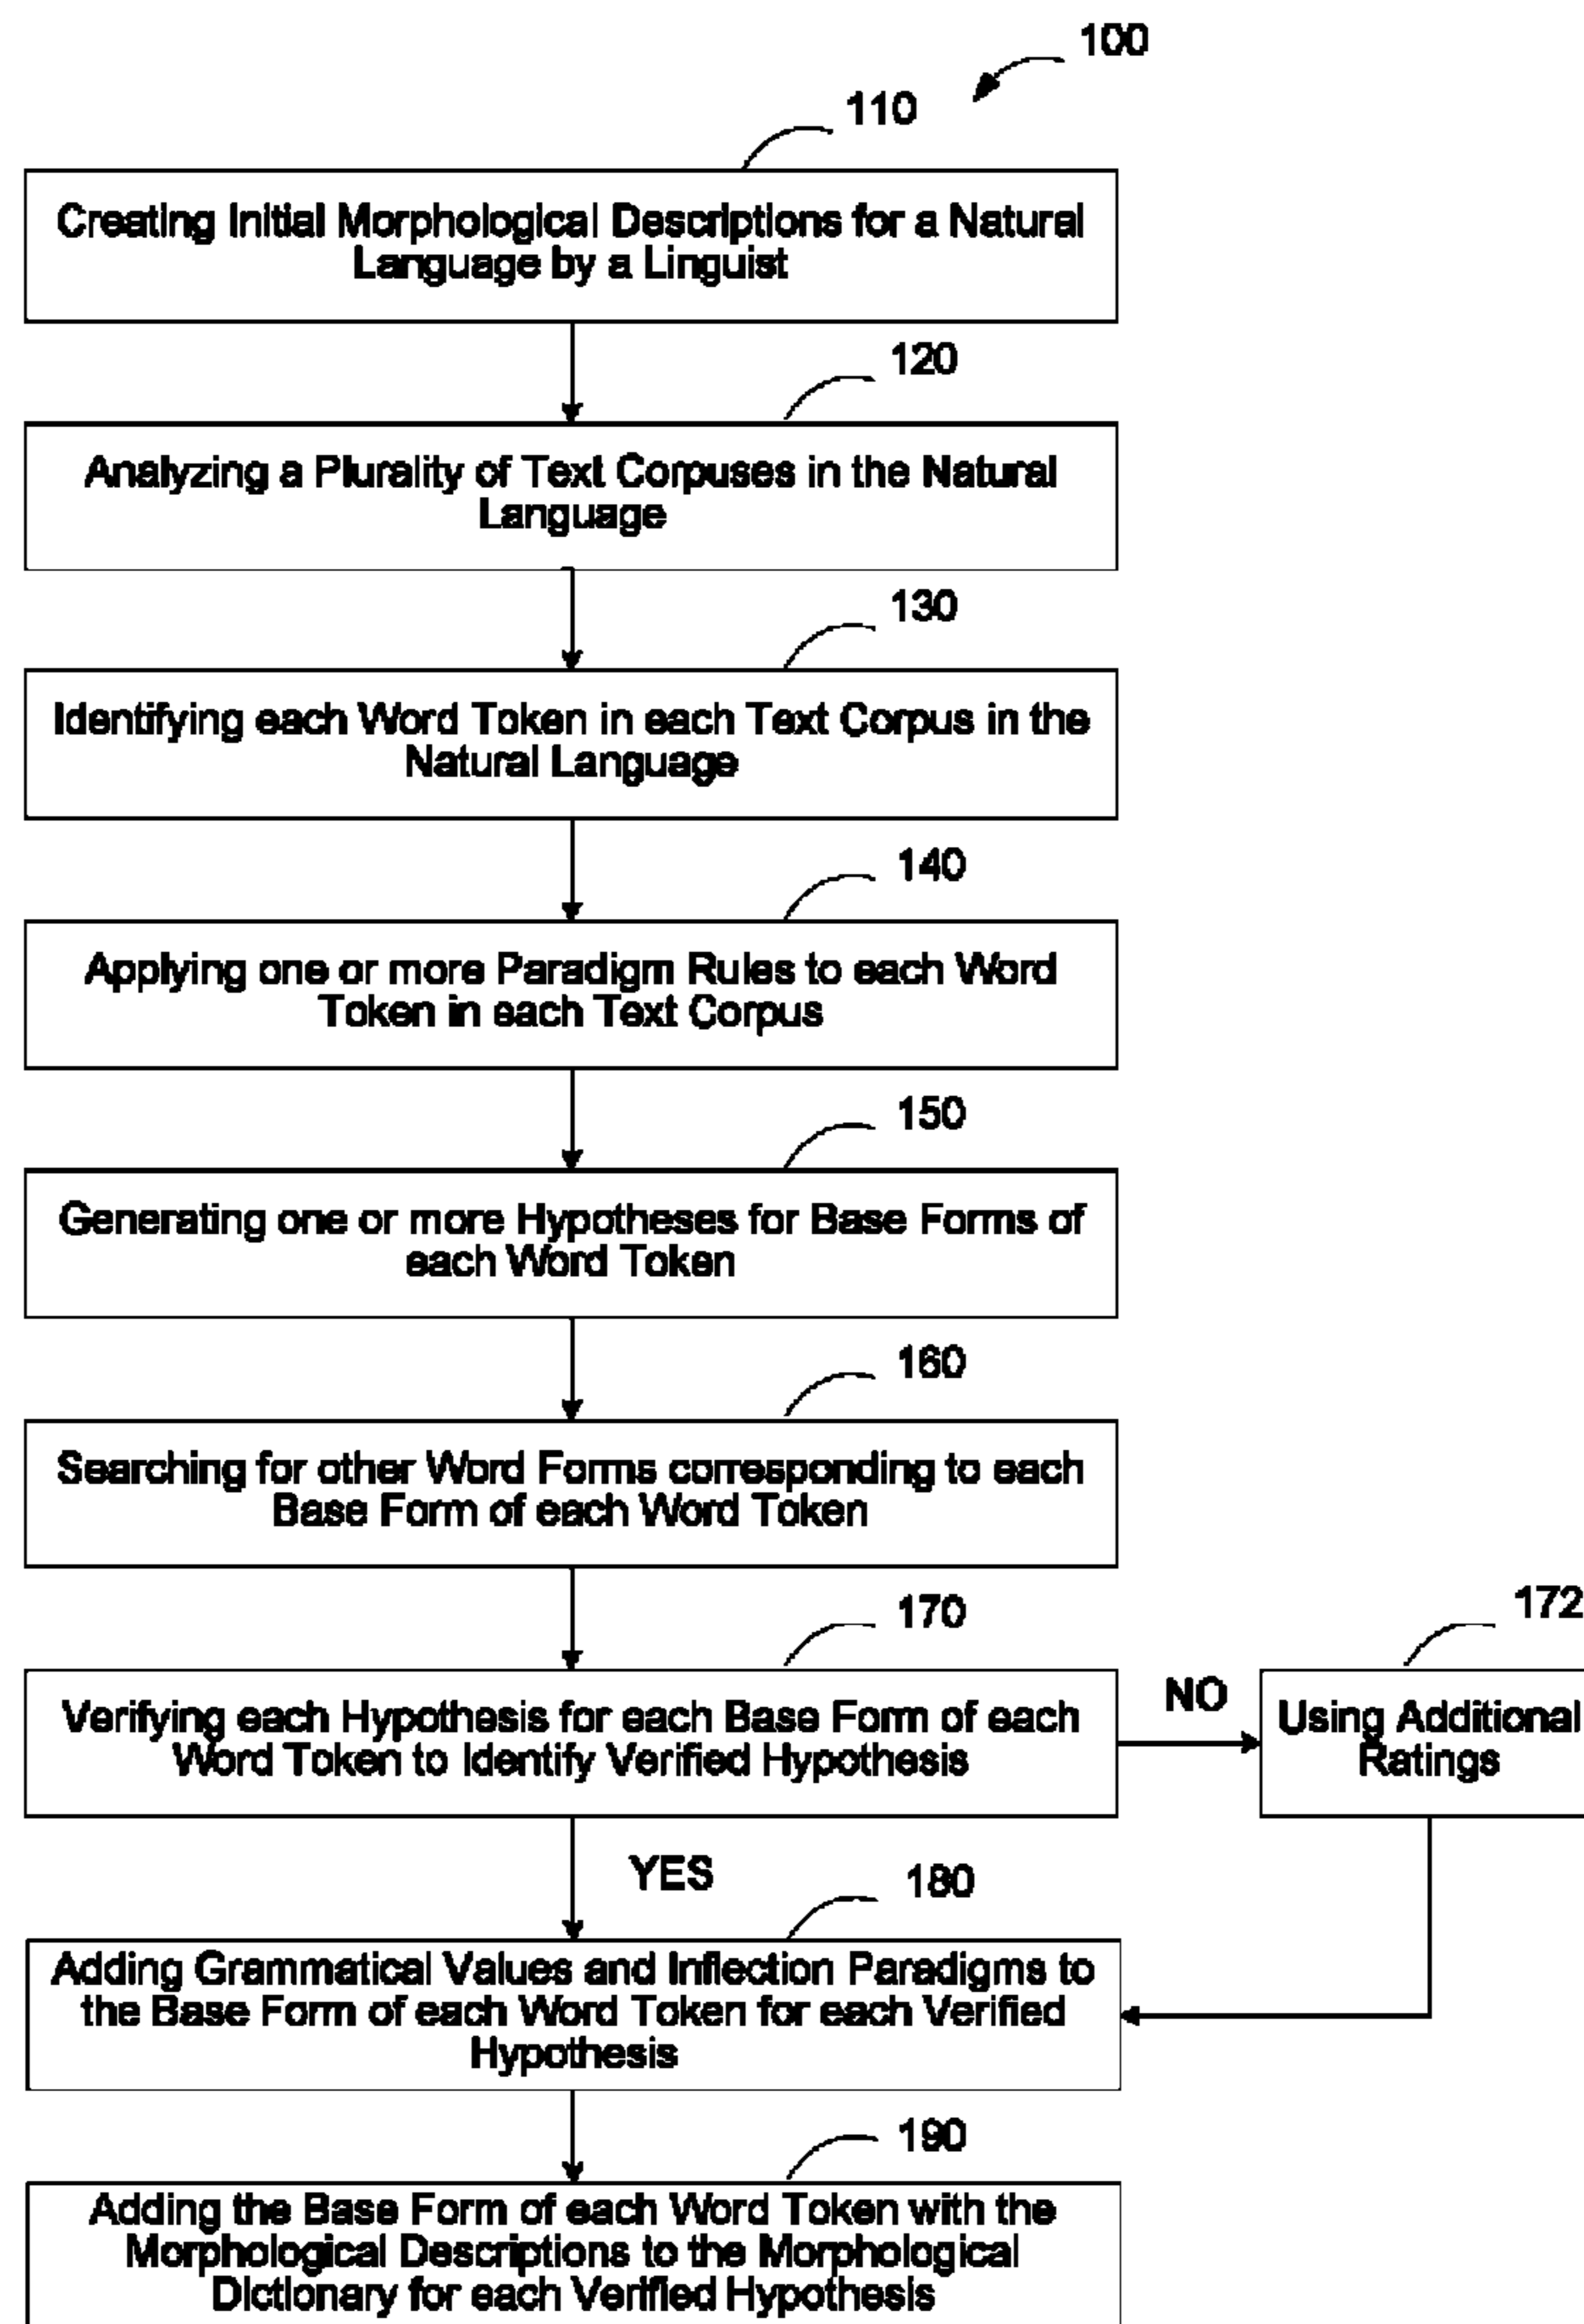 100
110
Creating Initial Morphological Descriptions for a Natural
Language by a Linguist
120
Analyzing a Plurality of Text Corpuses in the Natural
Language
130
Identifying each Word Token in each Text Corpus in the
Natural Language
140
Applying one or more Paradigm Rules to each Word
Token in each Text Corpus
150
Generating one or more Hypotheses for Base Forms of
each Word Token
160
Searching for other Word Forms corresponding to each
Base Form of each Word Token
170
172
Verifying each Hypothesis for each Base Form of each
Word Token to Identify Verified Hypothesis
NO
Using Additional
Ratings
YES
180
Adding Grammatical Values and Inflection Paradigms to
the Base Form of each Word Token for each Verified
Hypothesis
190
Adding the Base Form of each Word Token with the
Morphological Descriptions to the Morphological
Dictionary for each Verified Hypothesis